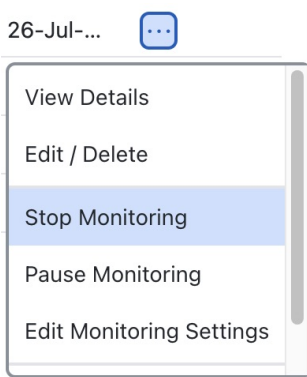 26-Jul-...
View Details
Edit / Delete
Stop Monitoring
Pause Monitoring
Edit Monitoring Settings